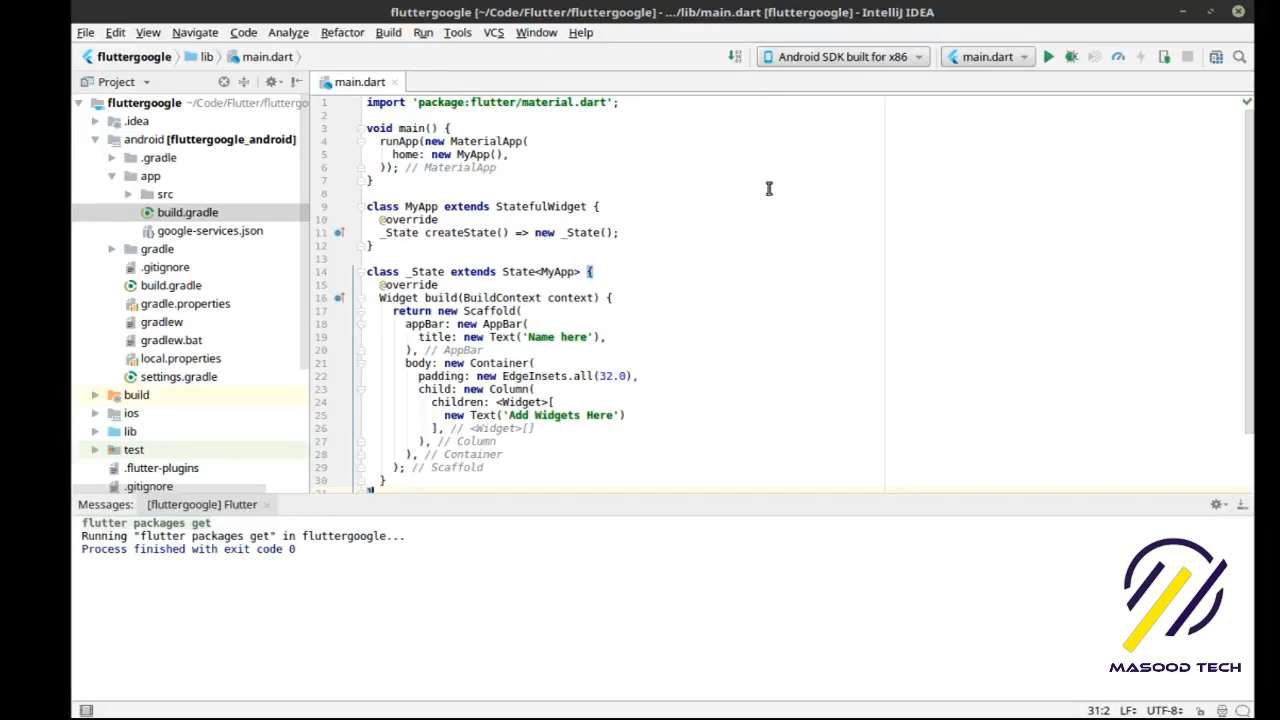 fluttergoogle [~/Code/Flutter/fluttergoogle] - .../lib/main.dart [fluttergoogle] - IntelliJ IDEA
File Edit View Navigate Code Analyze Refactor Build Run Tools VCS Window Help
fluttergoogle lib main.dart Android SDK built for x86 main.dart
Project main.dart
fluttergoogle ~/Code/Flutter/fluttergo
.idea
android [fluttergoogle_android]
.gradle
app
src
build.gradle
google-services.json
gradle
.gitignore
build.gradle
gradle.properties
gradlew
gradlew.bat
local.properties
settings.gradle
build
ios
lib
test
.flutter-plugins
.gitignore
1 import 'package:flutter/material.dart';
2
3 void main() {
4 runApp(new MaterialApp(
5 home: new MyApp(),
6 )); // MaterialApp
7 }
8
9 class MyApp extends StatefulWidget {
10 @override
11 _State createState() => new _State();
12 }
13
14 class _State extends State<MyApp> {
15 @override
16 Widget build(BuildContext context) {
17 return new Scaffold(
18 appBar: new AppBar(
19 title: new Text('Name here'),
20 ), // AppBar
21 body: new Container(
22 padding: new EdgeInsets.all(32.0),
23 child: new Column(
24 children: <Widget>[
25 new Text('Add Widgets Here')
26 ], // <Widget>[]
27 ), // Column
28 ), // Container
29 ); // Scaffold
30 }
31 }
Messages: [fluttergoogle] Flutter
flutter packages get
Running "flutter packages get" in fluttergoogle...
Process finished with exit code 0
MASOOD TECH
31:2 LF UTF-8